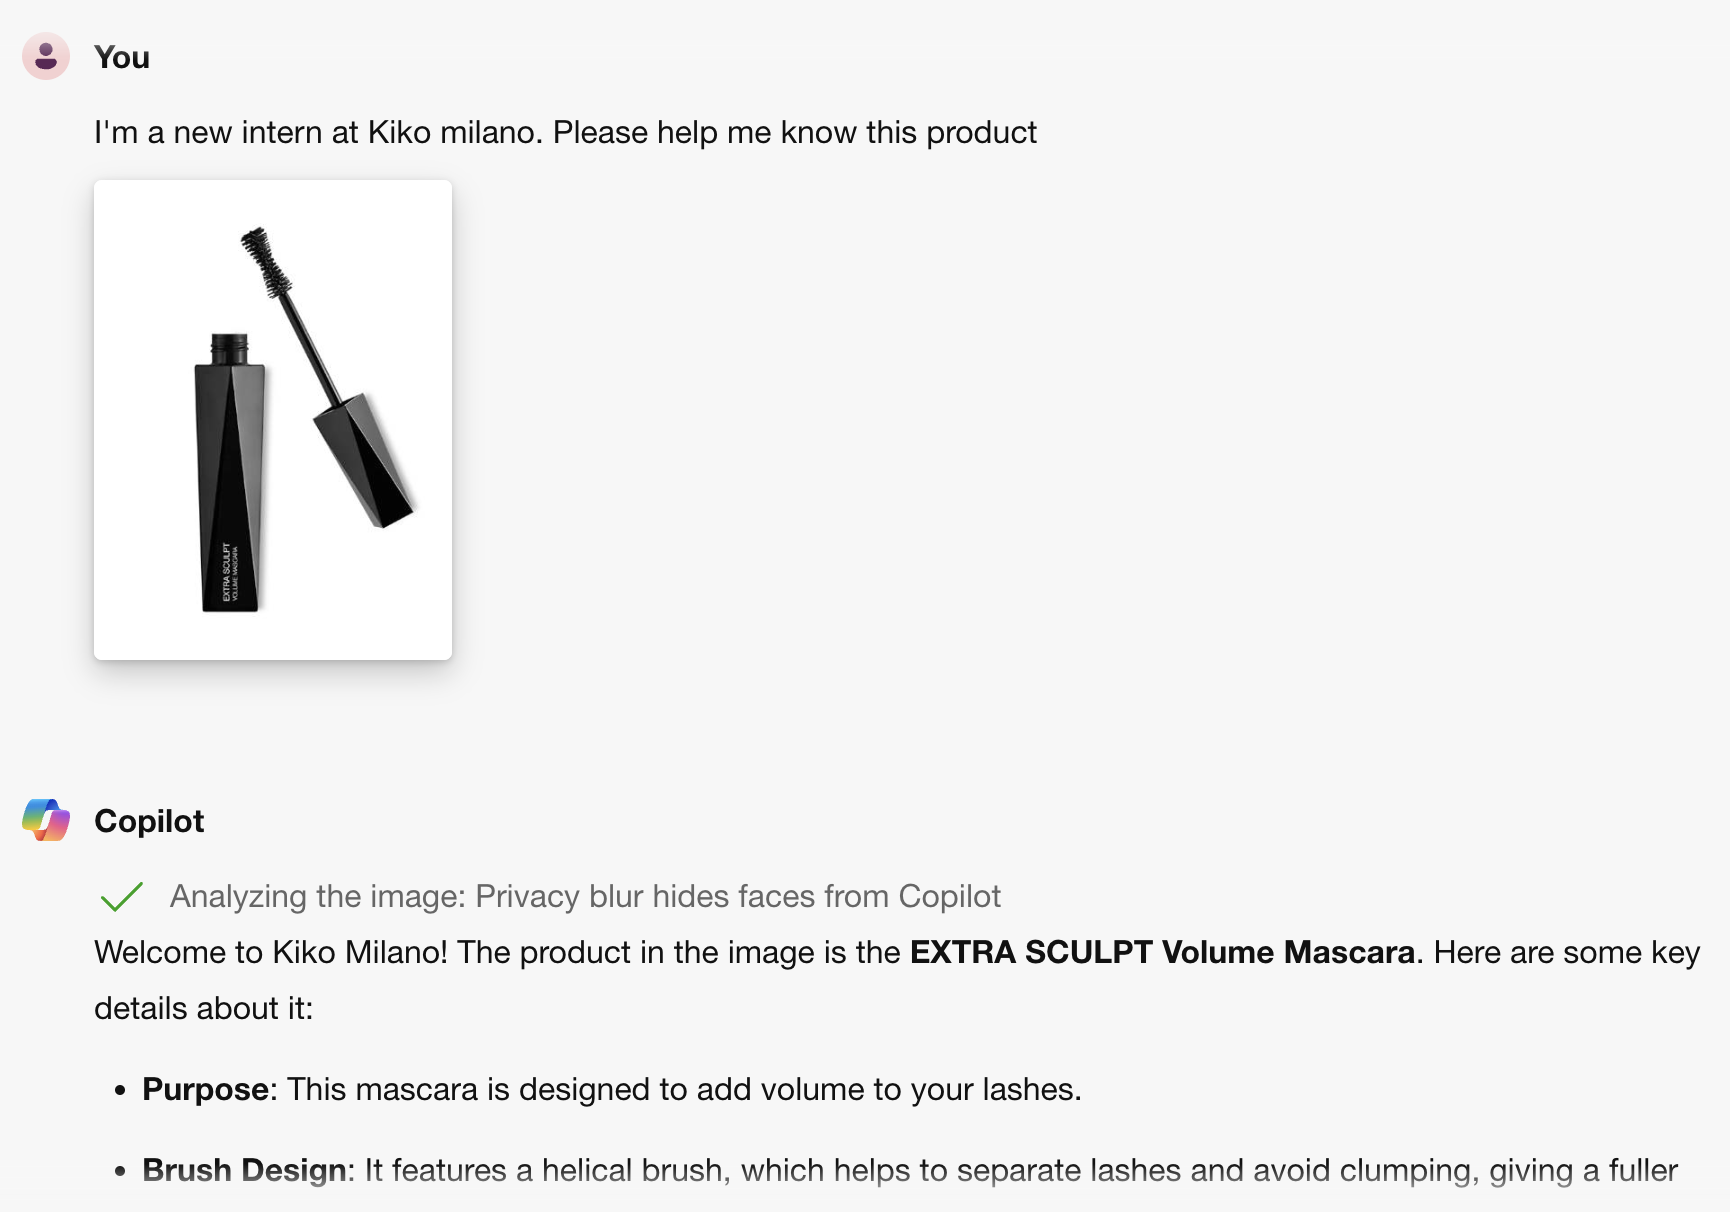 You
I'm a new intern at Kiko milano. Please help me know this product
EXTRA SCULPT
VOLUME MASCARA
Copilot
Analyzing the image: Privacy blur hides faces from Copilot
Welcome to Kiko Milano! The product in the image is the EXTRA SCULPT Volume Mascara. Here are some key
details about it:
• Purpose: This mascara is designed to add volume to your lashes.
• Brush Design: It features a helical brush, which helps to separate lashes and avoid clumping, giving a fuller